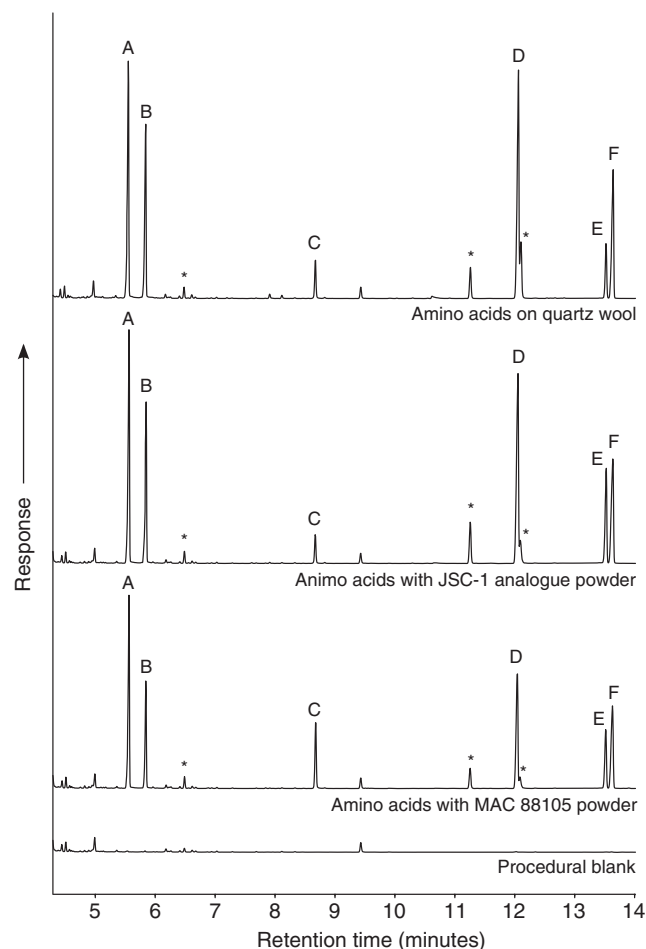 A
B
*
C
*
D
*
E
F
Amino acids on quartz wool
A
B
*
C
*
D
*
E
F
Animo acids with JSC-1 analogue powder
A
B
*
C
*
D
*
E
F
Amino acids with MAC 88105 powder
Procedural blank
Response
5 6 7 8 9 10 11 12 13 14
Retention time (minutes)